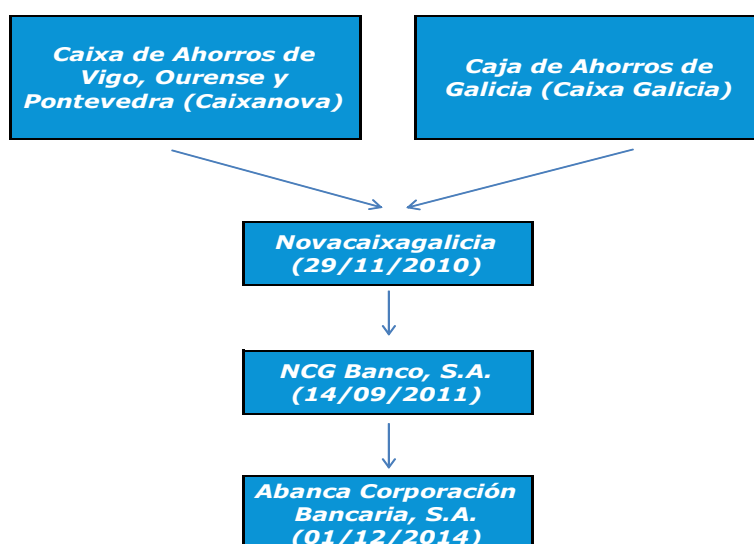 Caixa de Ahorros de
Vigo, Ourense y
Pontevedra (Caixanova)
Caja de Ahorros de
Galicia (Caixa Galicia)
Novacaixagalicia
(29/11/2010)
NCG Banco, S.A.
(14/09/2011)
Abanca Corporación
Bancaria, S.A.
(01/12/2014)